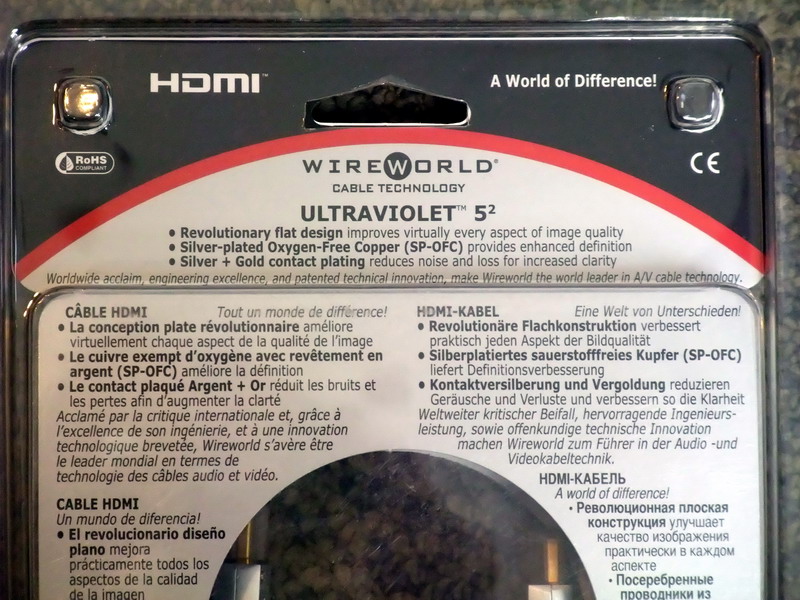 HDMI™
A World of Difference!
RoHS
COMPLIANT
CE
WIREWORLD®
CABLE TECHNOLOGY
ULTRAVIOLET™ 5²
• Revolutionary flat design improves virtually every aspect of image quality
• Silver-plated Oxygen-Free Copper (SP-OFC) provides enhanced definition
• Silver + Gold contact plating reduces noise and loss for increased clarity
Worldwide acclaim, engineering excellence, and patented technical innovation, make Wireworld the world leader in A/V cable technology.
CÂBLE HDMI Tout un monde de différence!
• La conception plate révolutionnaire améliore
virtuellement chaque aspect de la qualité de l'image
• Le cuivre exempt d'oxygène avec revêtement en
argent (SP-OFC) améliore la définition
• Le contact plaqué Argent + Or réduit les bruits et
les pertes afin d'augmenter la clarté
Acclamé par la critique internationale et, grâce à
l'excellence de son ingénierie, et à une innovation
technologique brevetée, Wireworld s'avère être
le leader mondial en termes de
technologie des câbles audio et vidéo.
CABLE HDMI
Un mundo de diferencia!
• El revolucionario diseño
plano mejora
prácticamente todos los
aspectos de la calidad
de la imagen
HDMI-KABEL Eine Welt von Unterschieden!
• Revolutionäre Flachkonstruktion verbessert
praktisch jeden Aspekt der Bildqualität
• Silberplatiertes sauerstofffreies Kupfer (SP-OFC)
liefert Definitionsverbesserung
• Kontaktversilberung und Vergoldung reduzieren
Geräusche und Verluste und verbessern so die Klarheit
Weltweiter kritischer Beifall, hervorragende Ingenieurs-
leistung, sowie offenkundige technische Innovation
machen Wireworld zum Führer in der Audio -und
Videokabeltechnik.
HDMI-КАБЕЛЬ
A world of difference!
• Революционная плоская
конструкция улучшает
качество изображения
практически в каждом
аспекте
• Посеребренные
проводники из